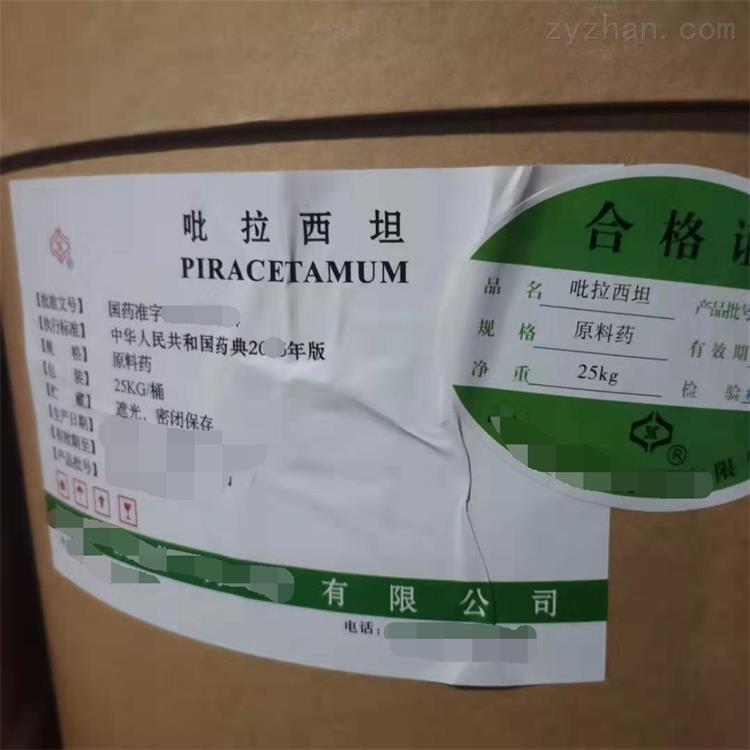 zyzhan.com
吡拉西坦
PIRACETAMUM
【批准文号】 国药准字
【执行标准】 中华人民共和国药典20 年版
【规 格】 原料药
【包 装】 25KG/桶
【贮 藏】 遮光、密闭保存
【生产日期】
【有效期至】
【产品批号】
有限公司
电话:
合格证
品 名 吡拉西坦 产品批号
规 格 原料药 有效期
净 重 25kg 检 验
®
®
有限